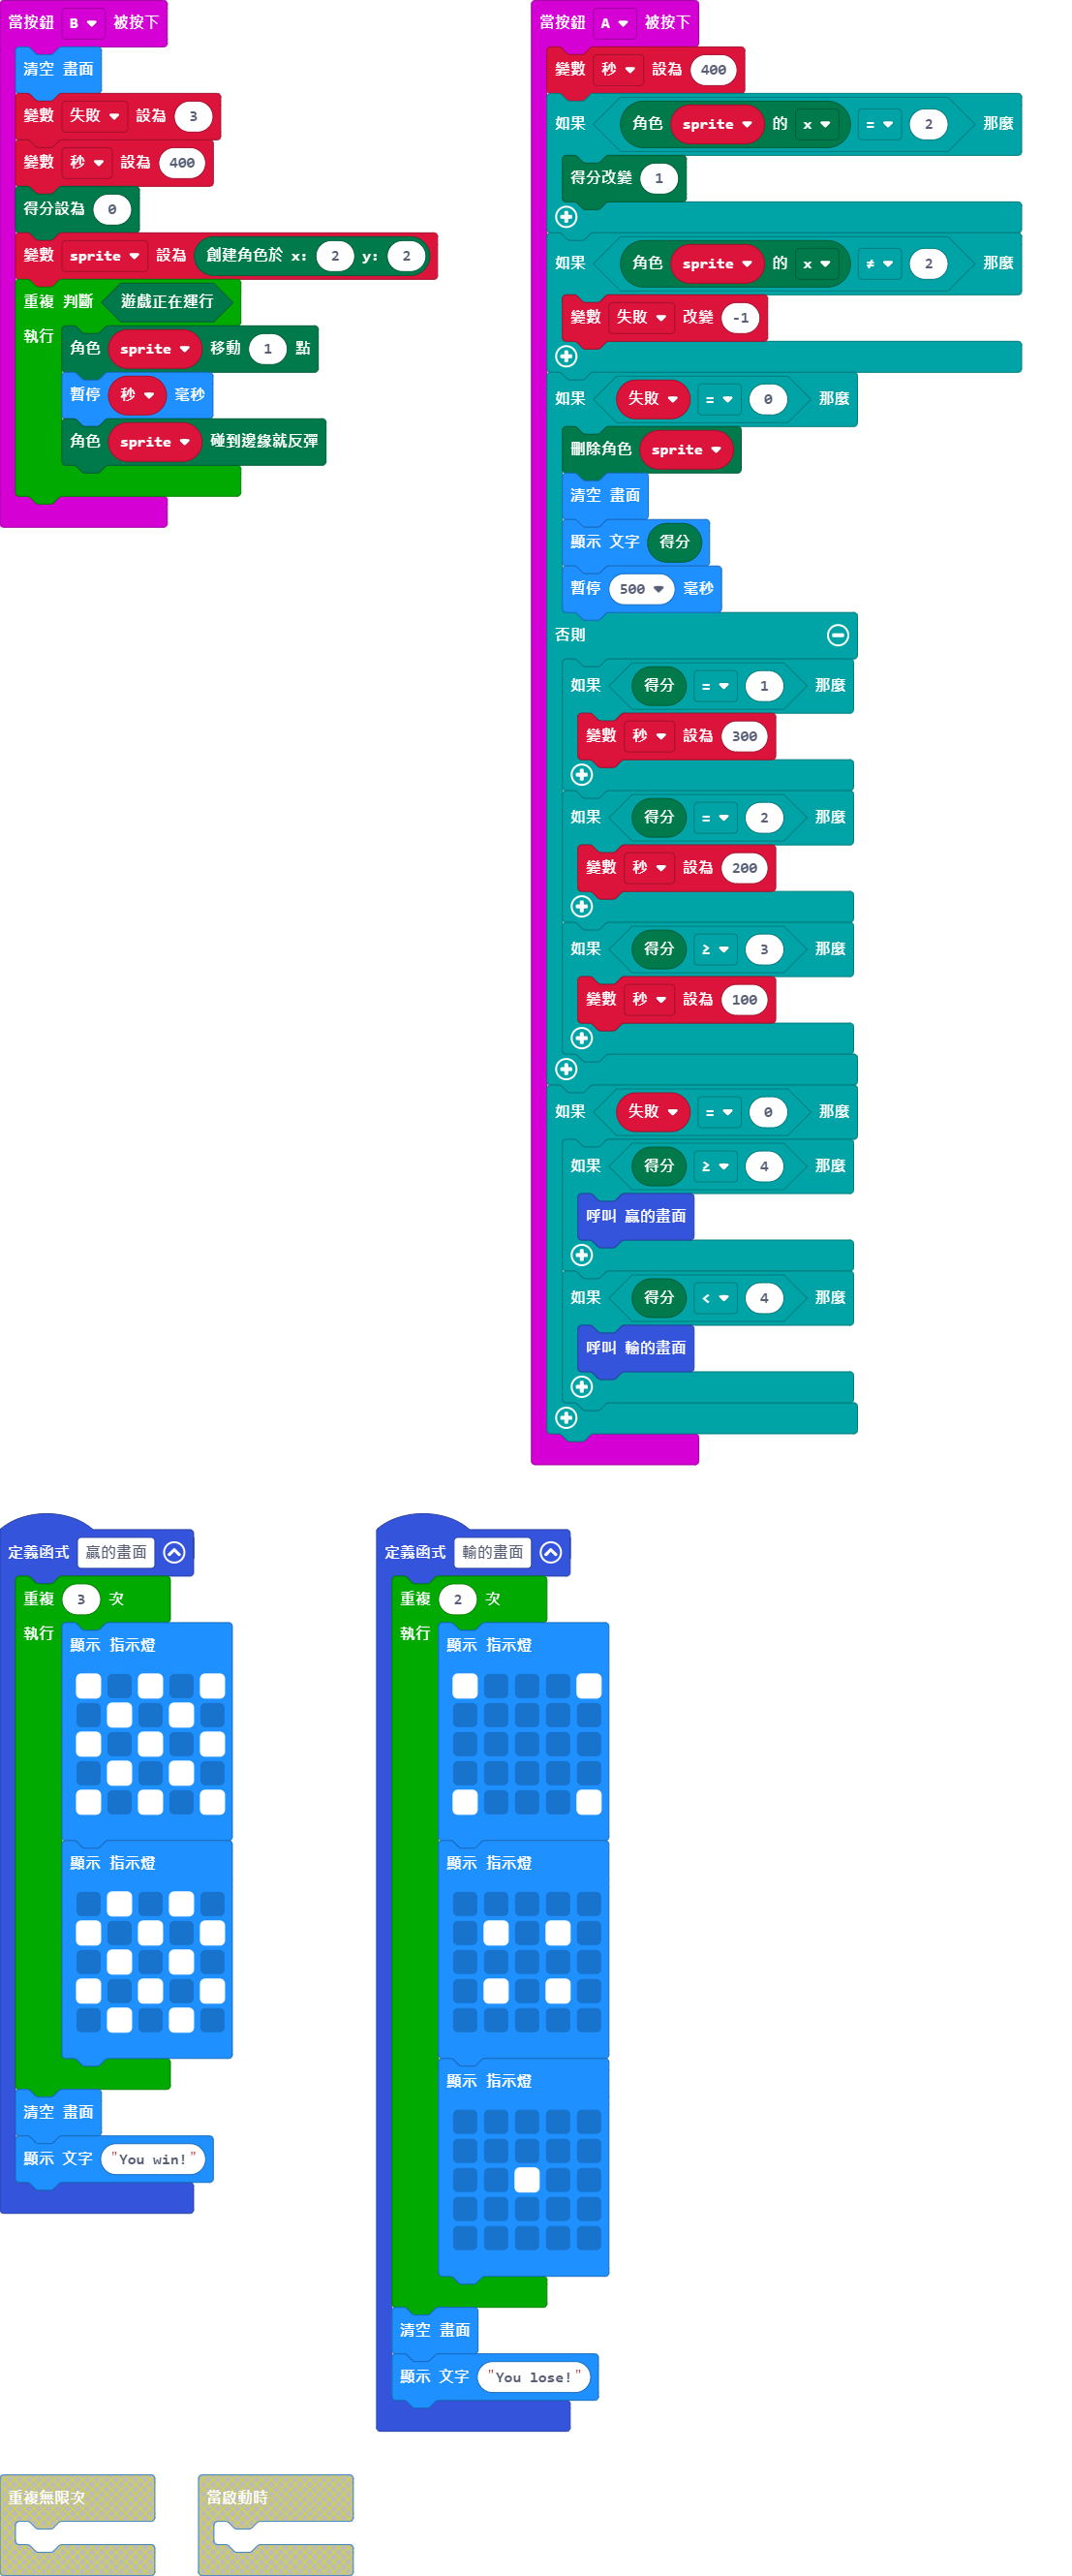 當按鈕 B 被按下
清空 畫面
變數 失敗 設為 3
變數 秒 設為 400
得分設為 0
變數 sprite 設為 創建角色於 x: 2 y: 2
重複 判斷 遊戲正在運行
執行 角色 sprite 移動 1 點
暫停 秒 毫秒
角色 sprite 碰到邊緣就反彈
當按鈕 A 被按下
變數 秒 設為 400
如果 角色 sprite 的 x = 2 那麼
得分改變 1
如果 角色 sprite 的 x ≠ 2 那麼
變數 失敗 改變 -1
如果 失敗 = 0 那麼
刪除角色 sprite
清空 畫面
顯示 文字 得分
暫停 500 毫秒
否則
如果 得分 = 1 那麼
變數 秒 設為 300
如果 得分 = 2 那麼
變數 秒 設為 200
如果 得分 ≥ 3 那麼
變數 秒 設為 100
如果 失敗 = 0 那麼
如果 得分 ≥ 4 那麼
呼叫 贏的畫面
如果 得分 < 4 那麼
呼叫 輸的畫面
定義函式 贏的畫面
重複 3 次
執行 顯示 指示燈
顯示 指示燈
清空 畫面
顯示 文字 "You win!"
定義函式 輸的畫面
重複 2 次
執行 顯示 指示燈
顯示 指示燈
顯示 指示燈
清空 畫面
顯示 文字 "You lose!"
重複無限次
當啟動時